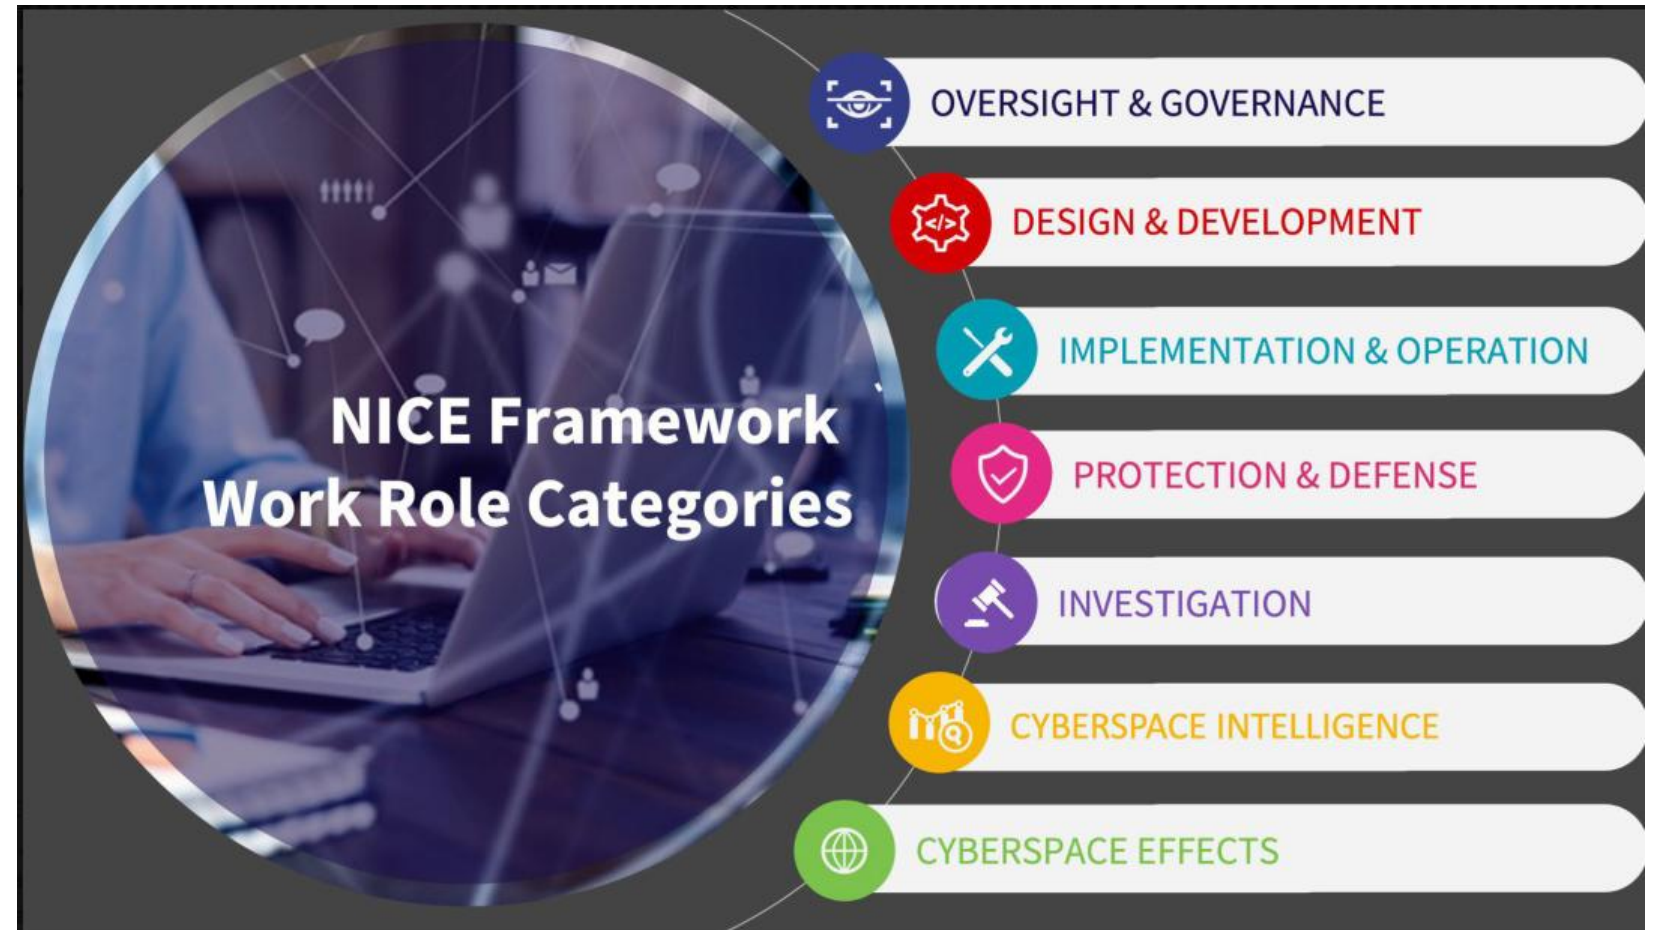 NICE Framework
Work Role Categories
OVERSIGHT & GOVERNANCE
DESIGN & DEVELOPMENT
</>
IMPLEMENTATION & OPERATION
PROTECTION & DEFENSE
INVESTIGATION
CYBERSPACE INTELLIGENCE
CYBERSPACE EFFECTS